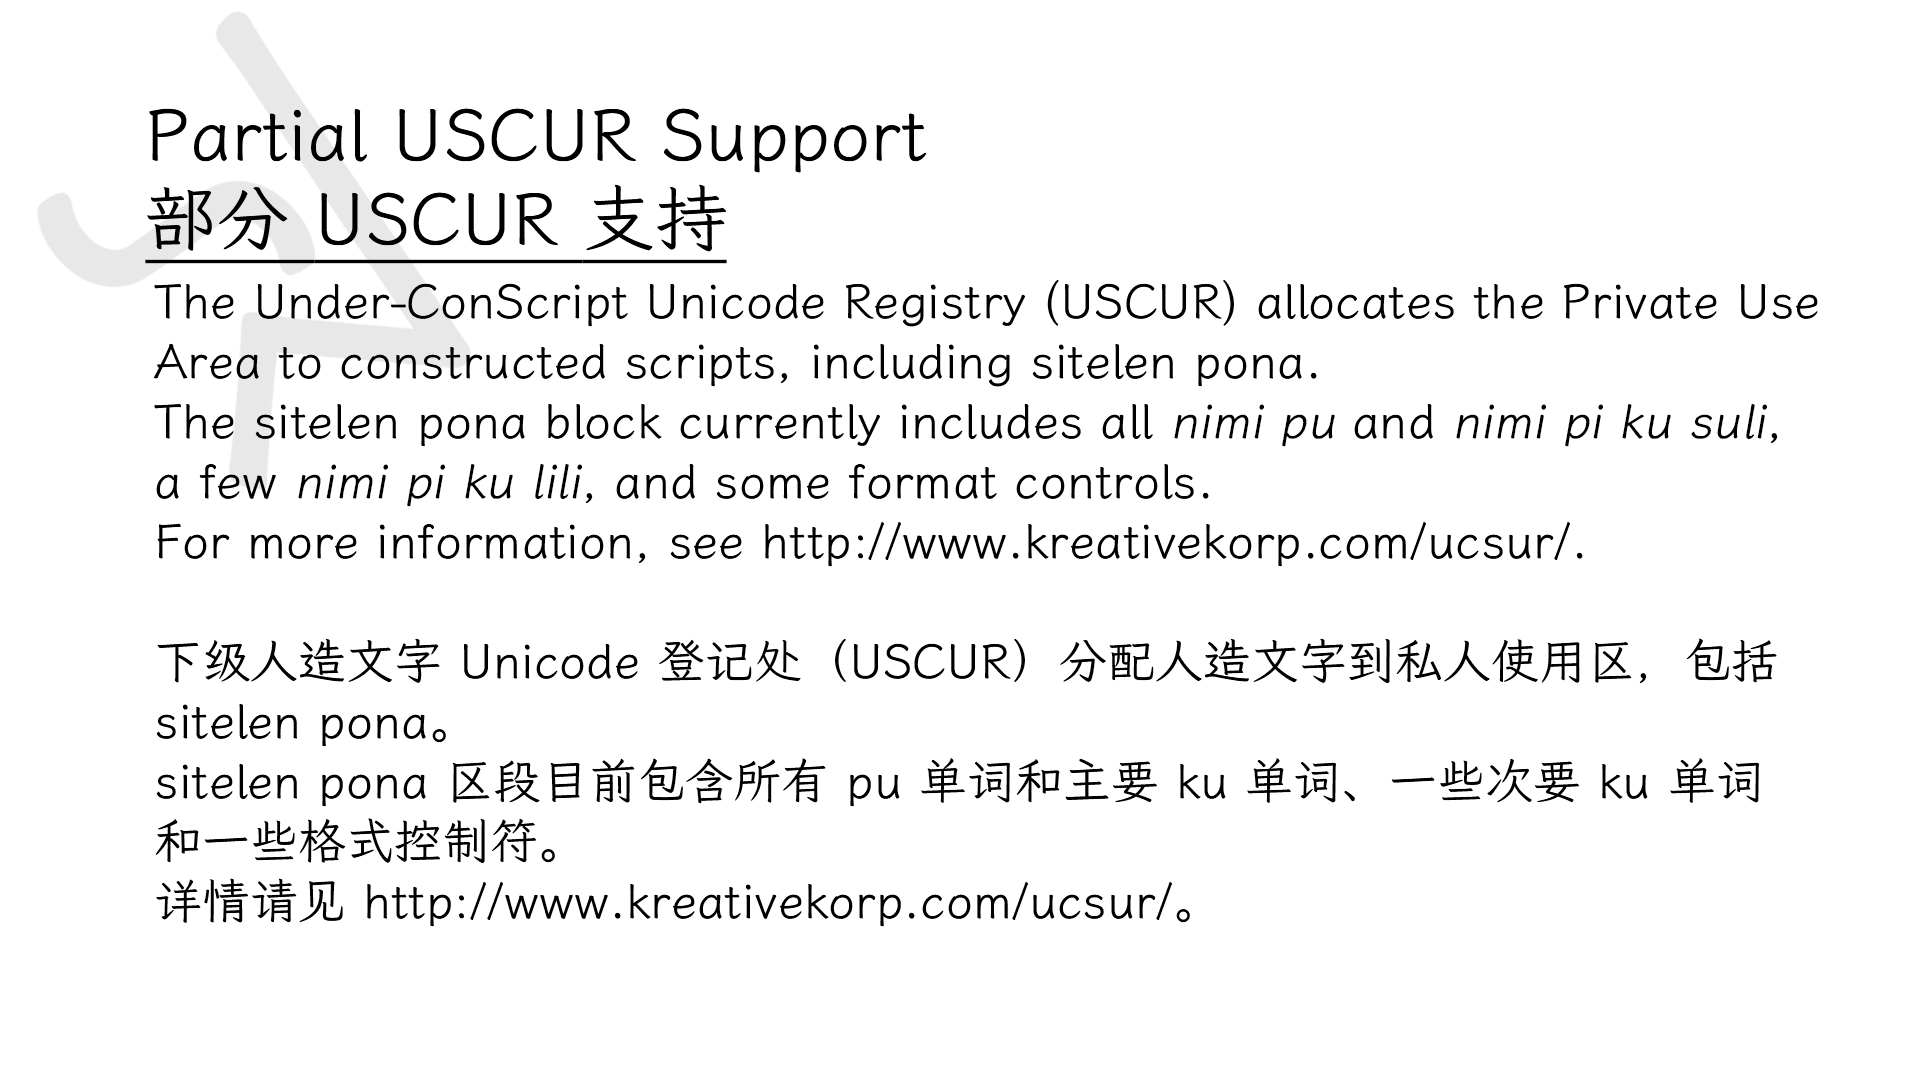 Partial USCUR Support
部分 USCUR 支持
The Under-ConScript Unicode Registry (USCUR) allocates the Private Use
Area to constructed scripts, including sitelen pona.
The sitelen pona block currently includes all nimi pu and nimi pi ku suli,
a few nimi pi ku lili, and some format controls.
For more information, see http://www.kreativekorp.com/ucsur/.
下级人造文字 Unicode 登记处（USCUR）分配人造文字到私人使用区，包括
sitelen pona。
sitelen pona 区段目前包含所有 pu 单词和主要 ku 单词、一些次要 ku 单词
和一些格式控制符。
详情请见 http://www.kreativekorp.com/ucsur/。